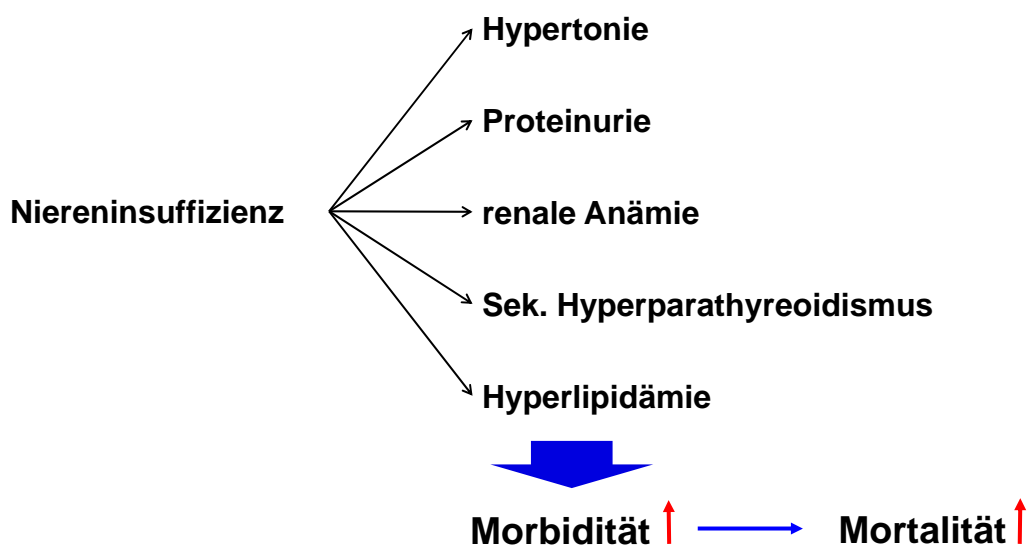 Hypertonie
Proteinurie
Niereninsuffizienz
renale Anämie
Sek. Hyperparathyreoidismus
Hyperlipidämie
Morbidität
Mortalität